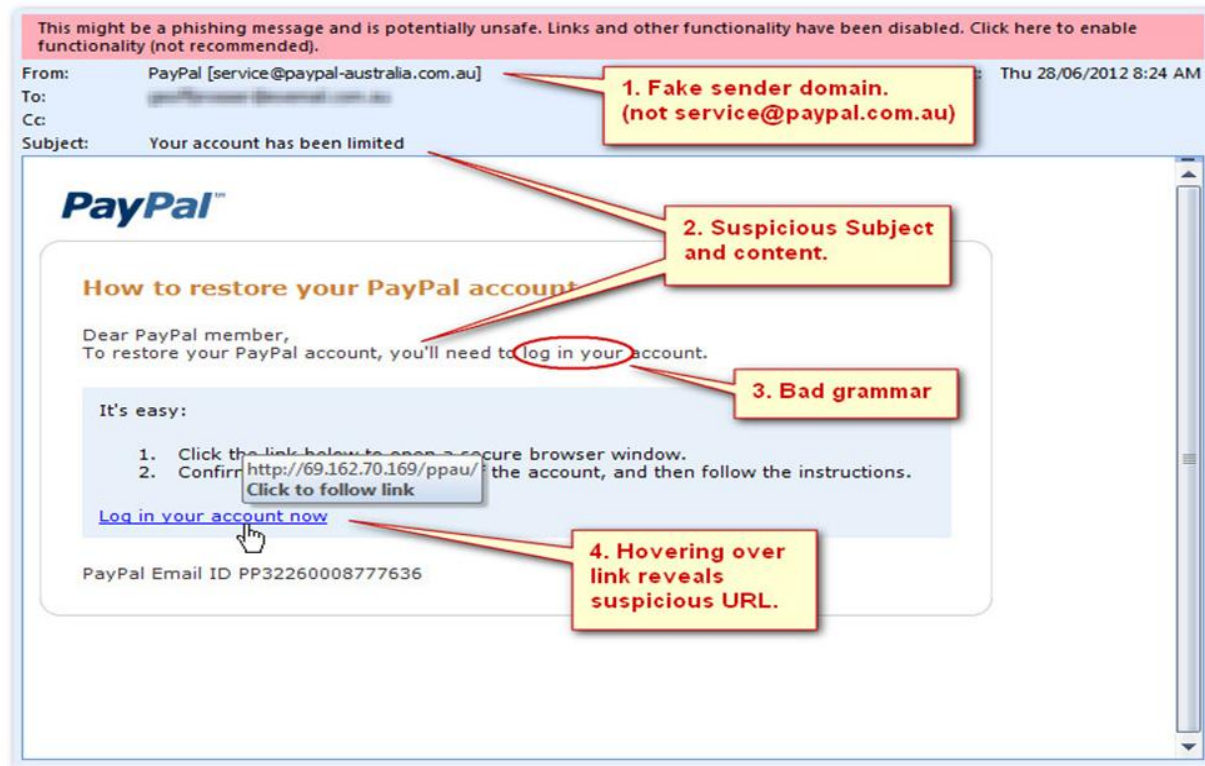 This might be a phishing message and is potentially unsafe. Links and other functionality have been disabled. Click here to enable
functionality (not recommended).
From: PayPal [service@paypal-australia.com.au] Thu 28/06/2012 8:24 AM
To:
Cc:
Subject: Your account has been limited
1. Fake sender domain.
(not service@paypal.com.au)
PayPal™
2. Suspicious Subject
and content.
How to restore your PayPal account
Dear PayPal member,
To restore your PayPal account, you'll need to log in your account.
3. Bad grammar
It's easy:
1. Click the link below to open a secure browser window.
2. Confirm the account, and then follow the instructions.
http://69.162.70.169/ppau/
Click to follow link
Log in your account now
4. Hovering over
link reveals
suspicious URL.
PayPal Email ID PP32260008777636